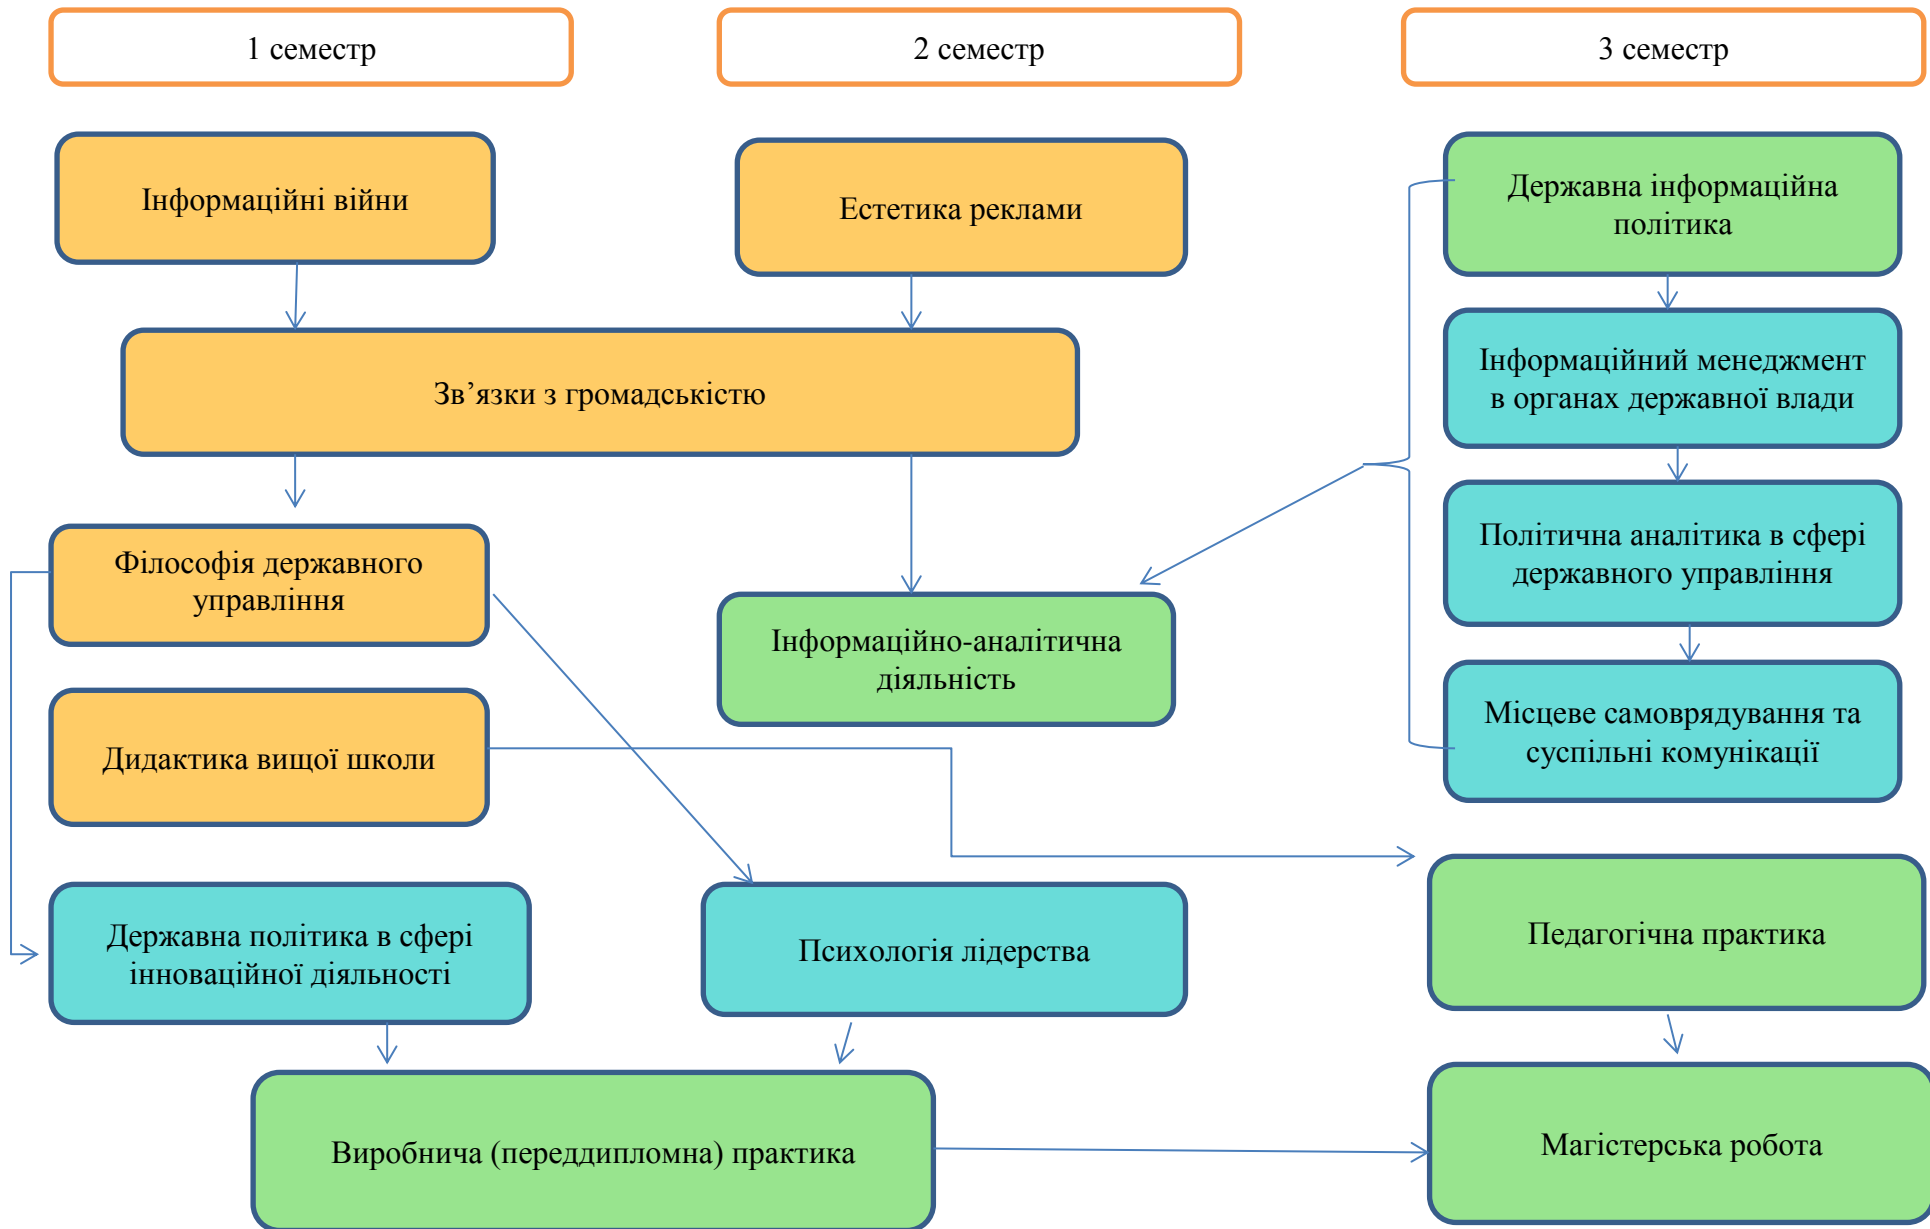 1 семестр
2 семестр
3 семестр
Інформаційні війни
Естетика реклами
Державна інформаційна
політика
Зв’язки з громадськістю
Інформаційний менеджмент
в органах державної влади
Філософія державного
управління
Політична аналітика в сфері
державного управління
Інформаційно-аналітична
діяльність
Дидактика вищої школи
Місцеве самоврядування та
суспільні комунікації
Державна політика в сфері
інноваційної діяльності
Психологія лідерства
Педагогічна практика
Виробнича (переддипломна) практика
Магістерська робота